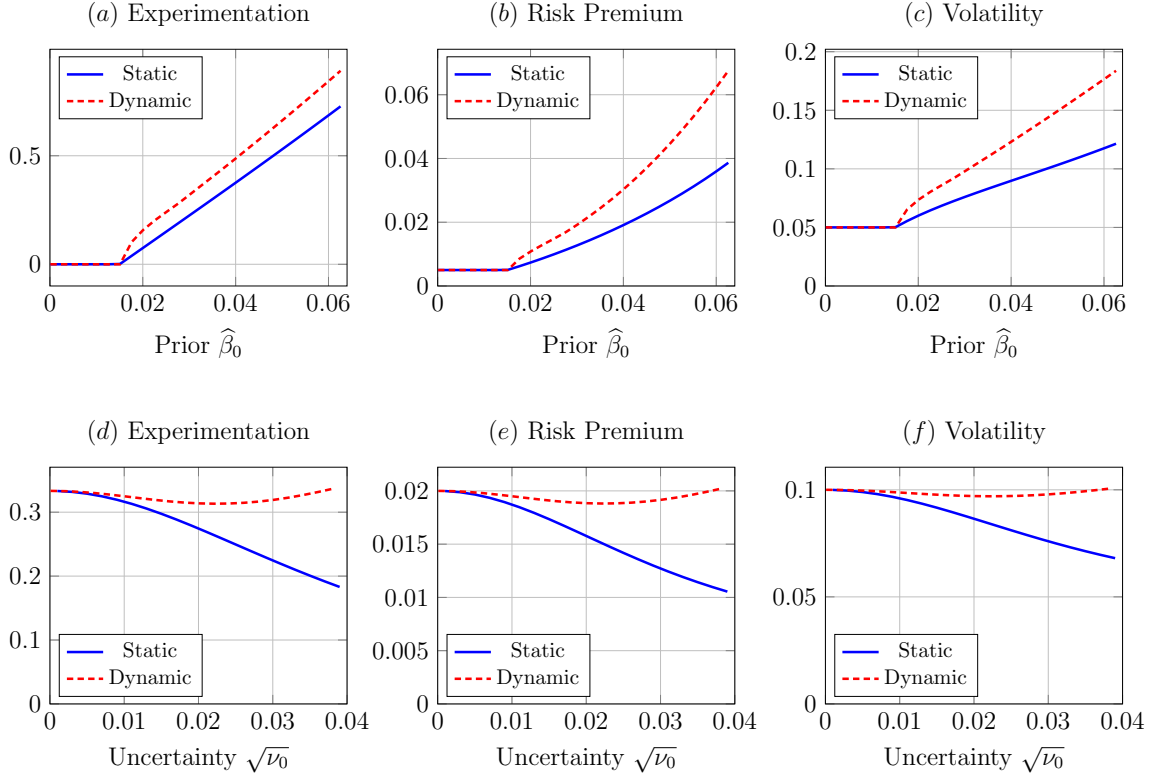 (a) Experimentation
Static
Dynamic
0.5
0
0 0.02 0.04 0.06
Prior β̂₀
(b) Risk Premium
Static
Dynamic
0.06
0.04
0.02
0
0 0.02 0.04 0.06
Prior β̂₀
(c) Volatility
Static
Dynamic
0.2
0.15
0.1
0.05
0
0 0.02 0.04 0.06
Prior β̂₀
(d) Experimentation
0.3
0.2
0.1
0
Static
Dynamic
0 0.01 0.02 0.03 0.04
Uncertainty √ν₀
(e) Risk Premium
0.02
0.015
0.01
0.005
0
Static
Dynamic
0 0.01 0.02 0.03 0.04
Uncertainty √ν₀
(f) Volatility
0.1
0.05
0
Static
Dynamic
0 0.01 0.02 0.03 0.04
Uncertainty √ν₀